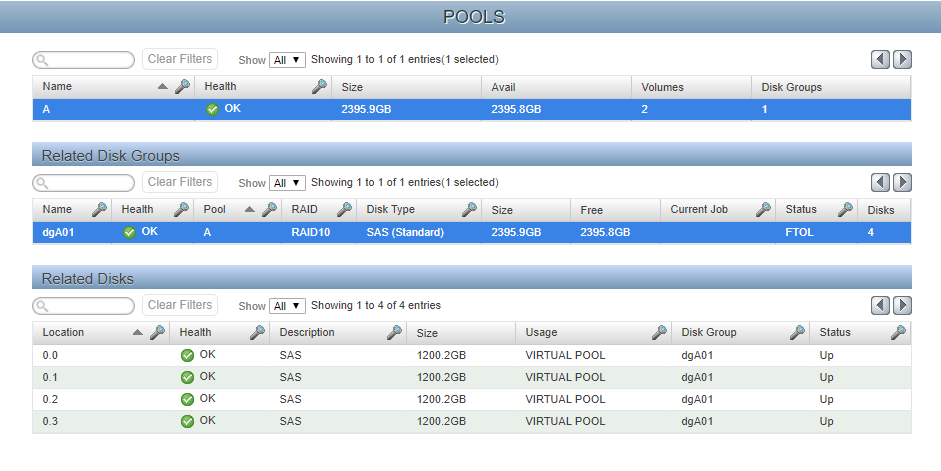 POOLS
Clear Filters Show All Showing 1 to 1 of 1 entries(1 selected)
Name Health Size Avail Volumes Disk Groups
A OK 2395.9GB 2395.8GB 2 1
Related Disk Groups
Clear Filters Show All Showing 1 to 1 of 1 entries(1 selected)
Name Health Pool RAID Disk Type Size Free Current Job Status Disks
dgA01 OK A RAID10 SAS (Standard) 2395.9GB 2395.8GB FTOL 4
Related Disks
Clear Filters Show All Showing 1 to 4 of 4 entries
Location Health Description Size Usage Disk Group Status
0.0 OK SAS 1200.2GB VIRTUAL POOL dgA01 Up
0.1 OK SAS 1200.2GB VIRTUAL POOL dgA01 Up
0.2 OK SAS 1200.2GB VIRTUAL POOL dgA01 Up
0.3 OK SAS 1200.2GB VIRTUAL POOL dgA01 Up